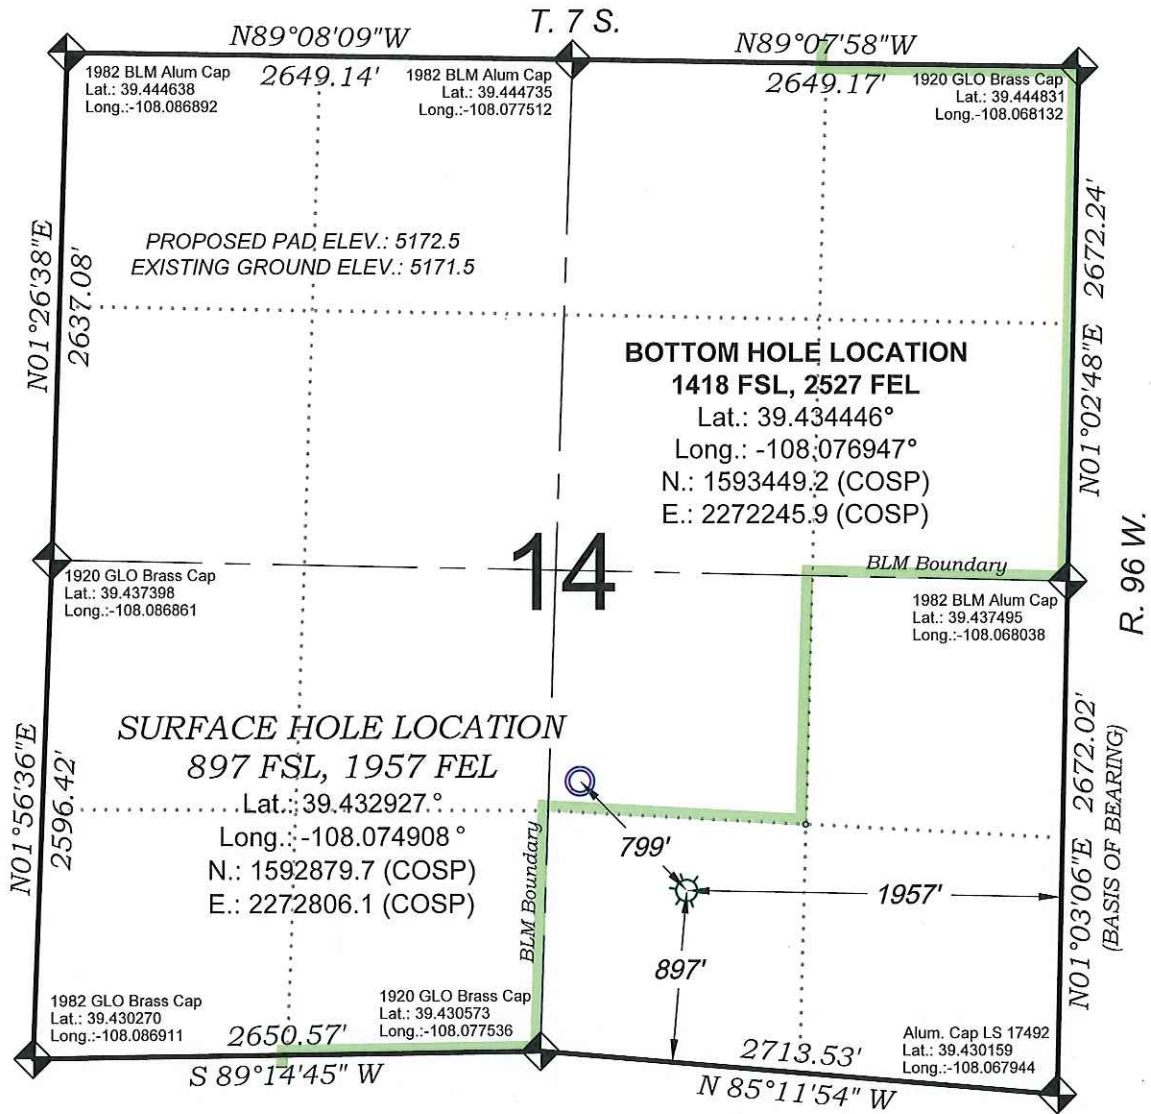 T. 7 S.
N89°08'09"W
N89°07'58"W
2649.14'
2649.17'
1982 BLM Alum Cap
Lat.: 39.444638
Long.:-108.086892
1982 BLM Alum Cap
Lat.: 39.444735
Long.:-108.077512
1920 GLO Brass Cap
Lat.: 39.444831
Long.-108.068132
N01°26'38"E
2637.08'
PROPOSED PAD ELEV.: 5172.5
EXISTING GROUND ELEV.: 5171.5
N01°02'48"E 2672.24'
BOTTOM HOLE LOCATION
1418 FSL, 2527 FEL
Lat.: 39.434446°
Long.: -108.076947°
N.: 1593449.2 (COSP)
E.: 2272245.9 (COSP)
R. 96 W.
14
BLM Boundary
1920 GLO Brass Cap
Lat.: 39.437398
Long.:-108.086861
1982 BLM Alum Cap
Lat.: 39.437495
Long.:-108.068038
N01°56'36"E
2596.42'
SURFACE HOLE LOCATION
897 FSL, 1957 FEL
Lat.: 39.432927°
Long.: -108.074908°
N.: 1592879.7 (COSP)
E.: 2272806.1 (COSP)
BLM Boundary
799'
1957'
897'
N01°03'06"E 2672.02'
(BASIS OF BEARING)
1982 GLO Brass Cap
Lat.: 39.430270
Long.:-108.086911
1920 GLO Brass Cap
Lat.: 39.430573
Long.:-108.077536
Alum. Cap LS 17492
Lat.: 39.430159
Long.:-108.067944
2650.57'
S 89°14'45" W
2713.53'
N 85°11'54" W